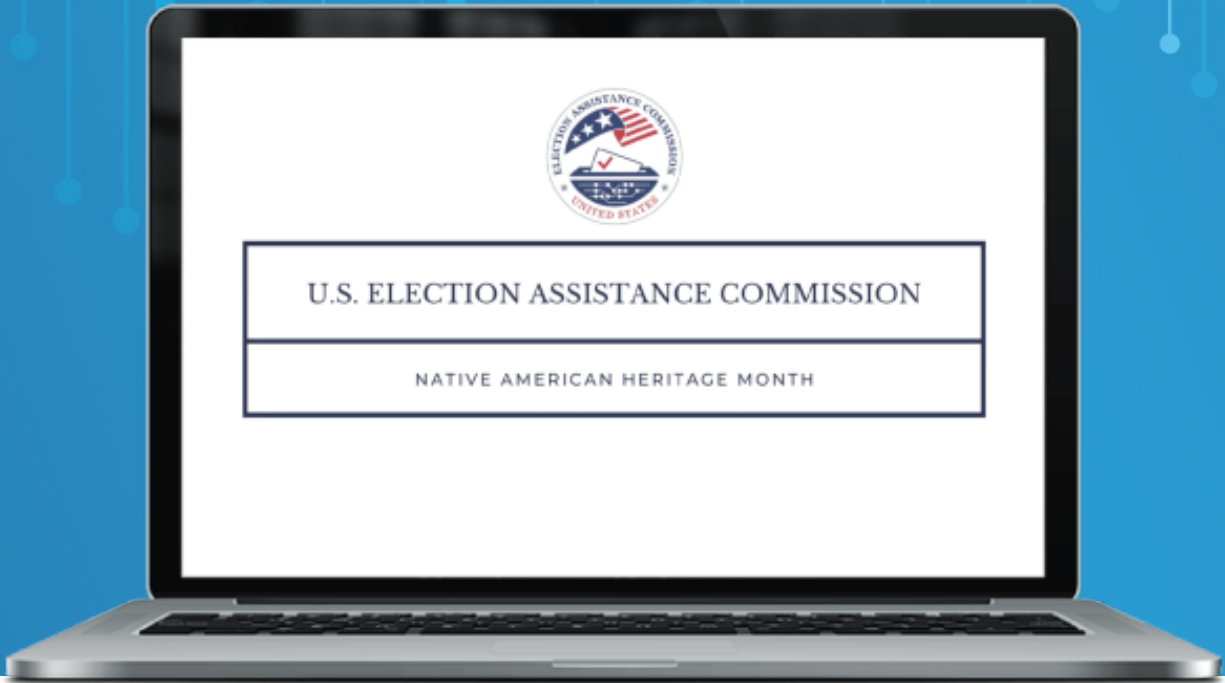 ELECTION ASSISTANCE COMMISSION
UNITED STATES
U.S. ELECTION ASSISTANCE COMMISSION
NATIVE AMERICAN HERITAGE MONTH